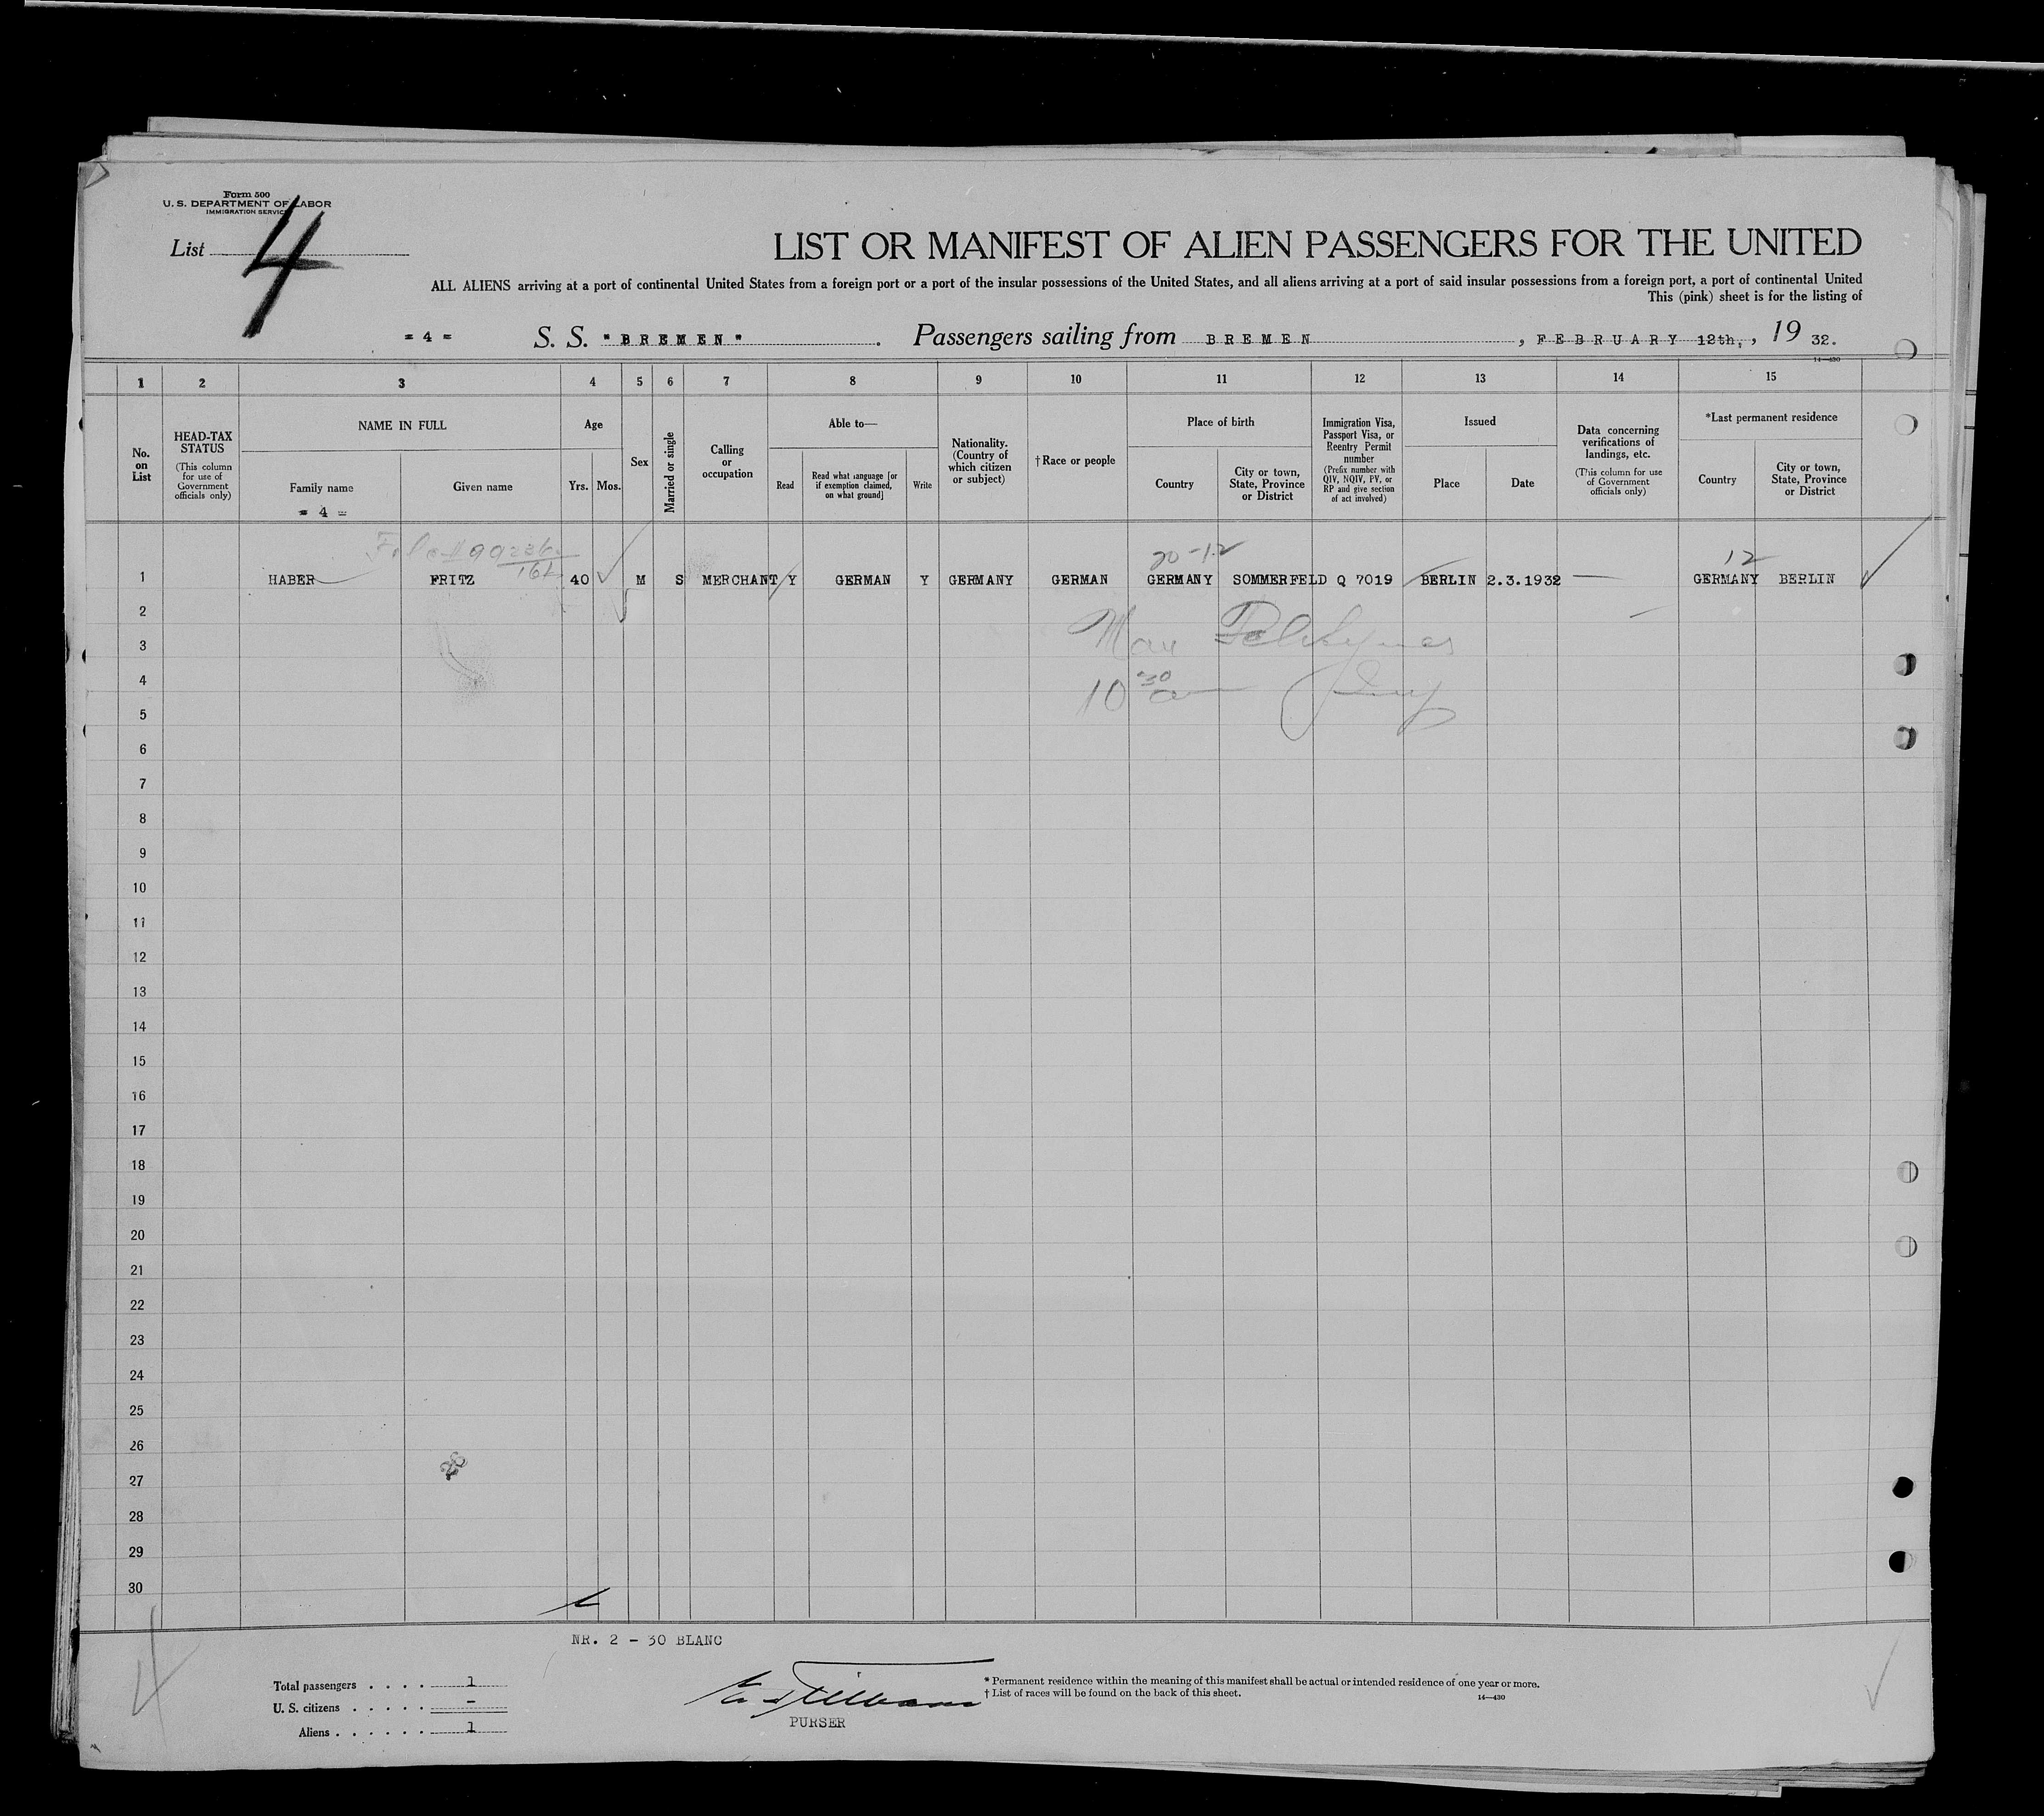 Form 500
U. S. DEPARTMENT OF LABOR
IMMIGRATION SERVICE
List 4
LIST OR MANIFEST OF ALIEN PASSENGERS FOR THE UNITED
ALL ALIENS arriving at a port of continental United States from a foreign port or a port of the insular possessions of the United States, and all aliens arriving at a port of said insular possessions from a foreign port, a port of continental United
This (pink) sheet is for the listing of
= 4 = S. S. "BREMEN" . Passengers sailing from BREMEN , FEBRUARY 12th, , 19 32.
14—430
1 2 3 4 5 6 7 8 9 10 11 12 13 14 15
No. on List
HEAD-TAX STATUS (This column for use of Government officials only)
NAME IN FULL
Family name
= 4 =
Given name
Age
Yrs. Mos.
Sex
Married or single
Calling or occupation
Able to—
Read
Read what language [or if exemption claimed, on what ground]
Write
Nationality. (Country of which citizen or subject)
†Race or people
Place of birth
Country
City or town, State, Province or District
Immigration Visa, Passport Visa, or Reentry Permit number (Prefix number with QIV, NQIV, PV, or RP and give section of act involved)
Issued
Place
Date
Data concerning verifications of landings, etc. (This column for use of Government officials only)
*Last permanent residence
Country
City or town, State, Province or District
20-12 12
1 HABER FRITZ 40 M S MERCHANT Y GERMAN Y GERMANY GERMAN GERMANY SOMMERFELD Q 7019 BERLIN 2.3.1932 GERMANY BERLIN
2
3
4
10 30
5
6
7
8
9
10
11
12
13
14
15
16
17
18
19
20
21
22
23
24
25
26
27
28
29
30
NR. 2 - 30 BLANC
4
Total passengers . . . . 1
U. S. citizens . . . . . -
Aliens . . . . . . 1
PURSER
* Permanent residence within the meaning of this manifest shall be actual or intended residence of one year or more.
† List of races will be found on the back of this sheet.
14—430